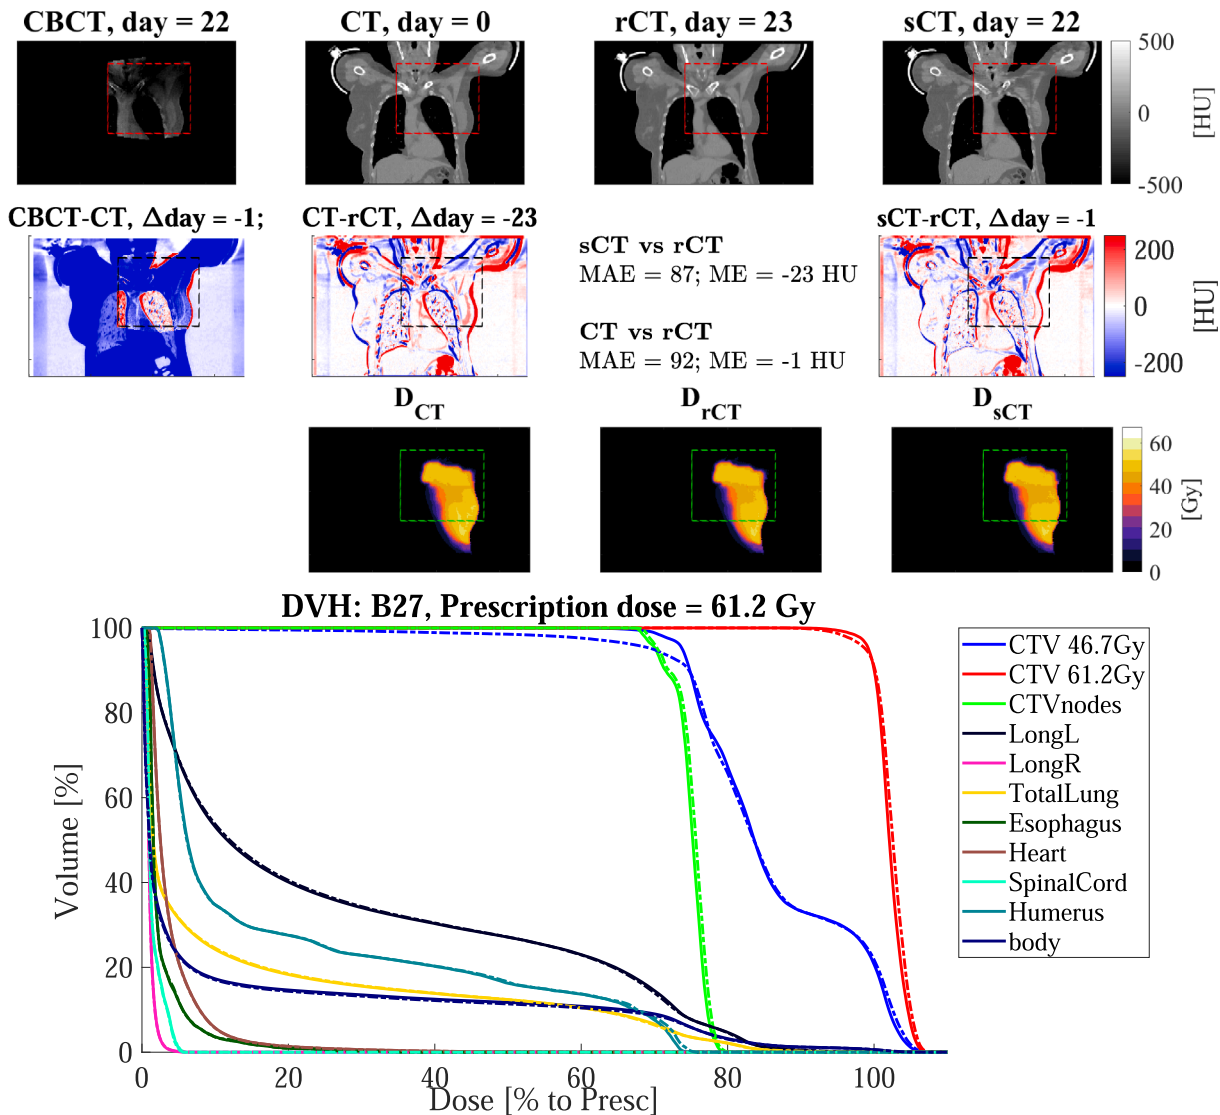 CBCT, day = 22
CT, day = 0
rCT, day = 23
sCT, day = 22
500
0
-500
[HU]
CBCT-CT, Δday = -1;
CT-rCT, Δday = -23
sCT vs rCT
MAE = 87; ME = -23 HU
CT vs rCT
MAE = 92; ME = -1 HU
sCT-rCT, Δday = -1
200
0
-200
[HU]
D_CT
D_rCT
D_sCT
60
40
20
0
[Gy]
DVH: B27, Prescription dose = 61.2 Gy
100
80
60
40
20
0
Volume [%]
0
20
40
60
80
100
Dose [% to Presc]
CTV 46.7Gy
CTV 61.2Gy
CTVnodes
LongL
LongR
TotalLung
Esophagus
Heart
SpinalCord
Humerus
body